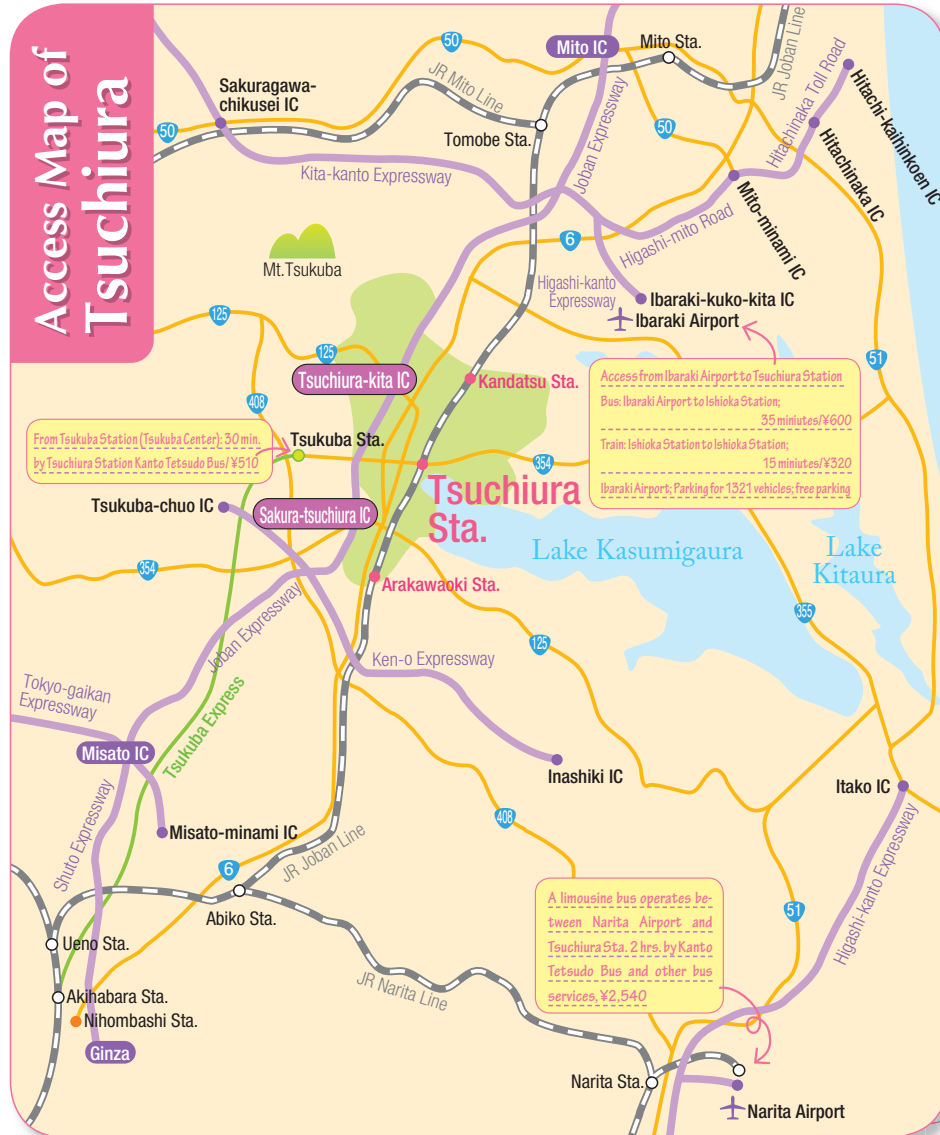 Access Map of
Tsuchiura
50
Mito IC
Mito Sta.
JR Joban Line
Sakuragawa-
chikusei IC
JR Mito Line
Hitachinaka Toll Road
Hitachi-kaihinkoen IC
50
Tomobe Sta.
50
Joban Expressway
Hitachinaka IC
Kita-kanto Expressway
Mito-minami IC
Higashi-mito Road
6
Mt.Tsukuba
Higashi-kanto
Expressway
Ibaraki-kuko-kita IC
Ibaraki Airport
125
125
51
Tsuchiura-kita IC
Kandatsu Sta.
Access from Ibaraki Airport to Tsuchiura Station
Bus: Ibaraki Airport to Ishioka Station;
35 miniutes/¥600
Train: Ishioka Station to Ishioka Station;
15 miniutes/¥320
Ibaraki Airport; Parking for 1321 vehicles; free parking
408
From Tsukuba Station (Tsukuba Center): 30 min.
by Tsuchiura Station Kanto Tetsudo Bus/ ¥510
Tsukuba Sta.
354
Tsuchiura
Sta.
Tsukuba-chuo IC
Sakura-tsuchiura IC
Lake Kasumigaura
Lake
Kitaura
354
Arakawaoki Sta.
355
125
Joban Expressway
Ken-o Expressway
Tokyo-gaikan
Expressway
Tsukuba Express
Misato IC
Inashiki IC
Itako IC
Shuto Expressway
Misato-minami IC
408
JR Joban Line
6
Higashi-kanto Expressway
Abiko Sta.
51
A limousine bus operates be-
tween Narita Airport and
Tsuchiura Sta. 2 hrs. by Kanto
Tetsudo Bus and other bus
services, ¥2,540
Ueno Sta.
JR Narita Line
Akihabara Sta.
Nihombashi Sta.
Ginza
Narita Sta.
Narita Airport